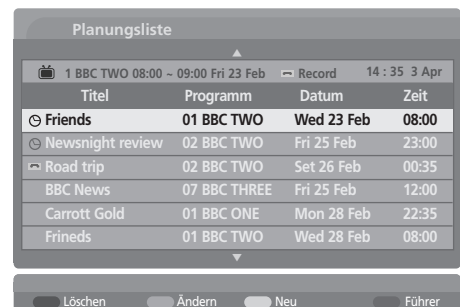 Planungsliste
1 BBC TWO 08:00 ~ 09:00 Fri 23 Feb Record 14 : 35 3 Apr
Titel Programm Datum Zeit
Friends 01 BBC TWO Wed 23 Feb 08:00
Newsnight review 02 BBC TWO Fri 25 Feb 23:00
Road trip 02 BBC TWO Set 26 Feb 00:35
BBC News 07 BBC THREE Fri 25 Feb 12:00
Carrott Gold 01 BBC ONE Mon 28 Feb 22:35
Frineds 01 BBC TWO Wed 28 Feb 08:00
Löschen Ändern Neu Führer